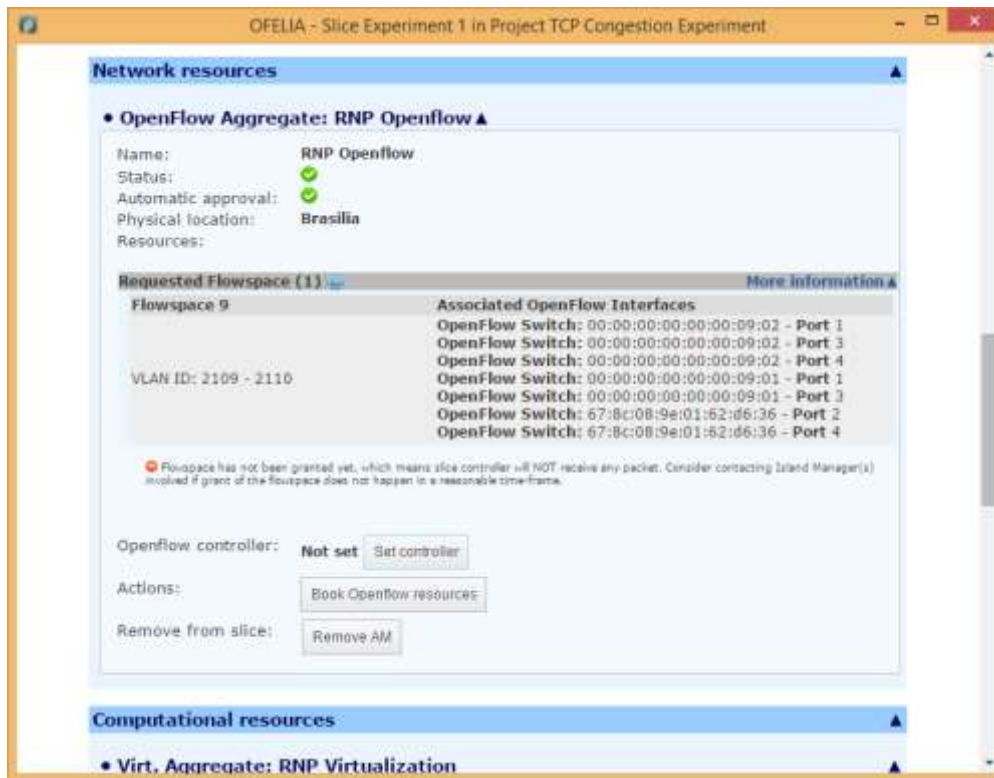 OFELIA - Slice Experiment 1 in Project TCP Congestion Experiment
Network resources
• OpenFlow Aggregate: RNP Openflow▲
Name: RNP Openflow
Status:
Automatic approval:
Physical location: Brasilia
Resources:
Requested Flowspace (1) More information▲
Flowspace 9 Associated OpenFlow Interfaces
OpenFlow Switch: 00:00:00:00:00:00:09:02 - Port 1
OpenFlow Switch: 00:00:00:00:00:00:09:02 - Port 3
OpenFlow Switch: 00:00:00:00:00:00:09:02 - Port 4
VLAN ID: 2109 - 2110 OpenFlow Switch: 00:00:00:00:00:00:09:01 - Port 1
OpenFlow Switch: 00:00:00:00:00:00:09:01 - Port 3
OpenFlow Switch: 67:8c:08:9e:01:62:d6:36 - Port 2
OpenFlow Switch: 67:8c:08:9e:01:62:d6:36 - Port 4
Flowspace has not been granted yet, which means slice controller will NOT receive any packet. Consider contacting Island Manager(s)
involved if grant of the flowspace does not happen in a reasonable time-frame.
Openflow controller: Not set Set controller
Actions: Book Openflow resources
Remove from slice: Remove AM
Computational resources
• Virt. Aggregate: RNP Virtualization